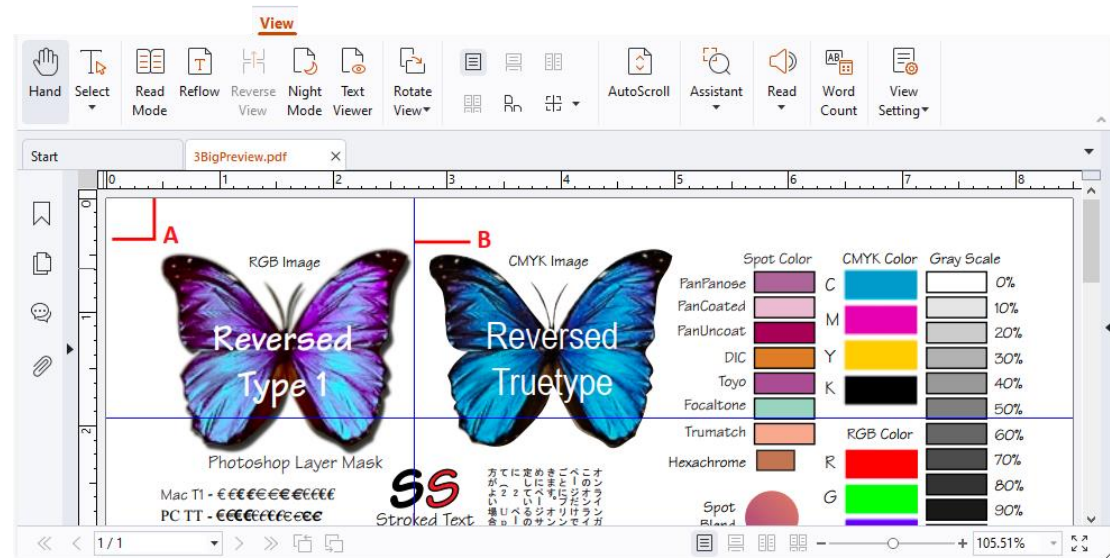 View
Hand
Select
Read Mode
Reflow
Reverse View
Night Mode
Text Viewer
Rotate View
AutoScroll
Assistant
Read
Word Count
View Setting
Start
3BigPreview.pdf
0 1 2 3 4 5 6 7 8
0
1
2
A
B
RGB Image
CMYK Image
Reversed
Type 1
Reversed
Truetype
Spot Color
PanPanose
PanCoated
PanUncoat
DIC
Toyo
Focaltone
Trumatch
Hexachrome
Spot
Blend
CMYK Color
C
M
Y
K
RGB Color
R
G
Gray Scale
0%
10%
20%
30%
40%
50%
60%
70%
80%
90%
Photoshop Layer Mask
Mac T1 - €€€€€€€€€€€€
PC TT - €€€€€€€€€€€
SS
Stroked Text
1 / 1
105.51%